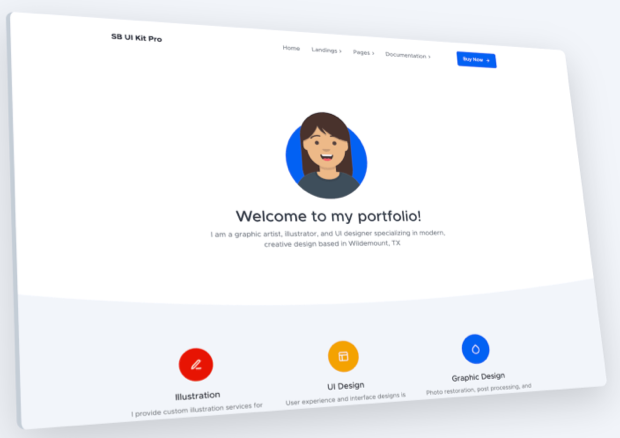 SB UI Kit Pro
Home Landings Pages Documentation Buy Now
Welcome to my portfolio!
I am a graphic artist, illustrator, and UI designer specializing in modern,
creative design based in Wildemount, TX
Illustration
I provide custom illustration services for
UI Design
User experience and interface designs is
Graphic Design
Photo restoration, post processing, and